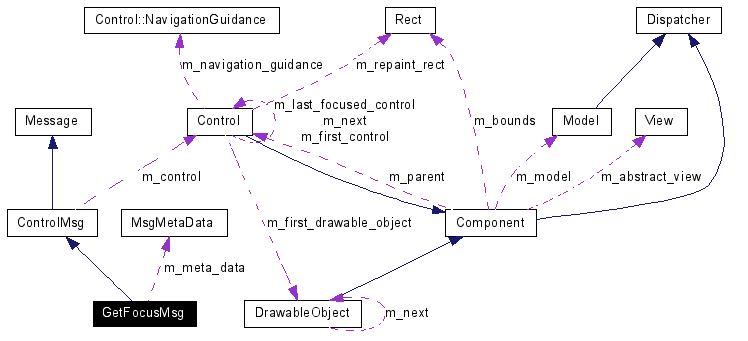 Control::NavigationGuidance
Rect
Dispatcher
m_navigation_guidance
m_repaint_rect
m_last_focused_control
m_next
m_first_control
m_bounds
Message
Control
Model
View
m_control
m_parent
m_model
m_abstract_view
ControlMsg
MsgMetaData
m_first_drawable_object
Component
m_meta_data
GetFocusMsg
DrawableObject
m_next